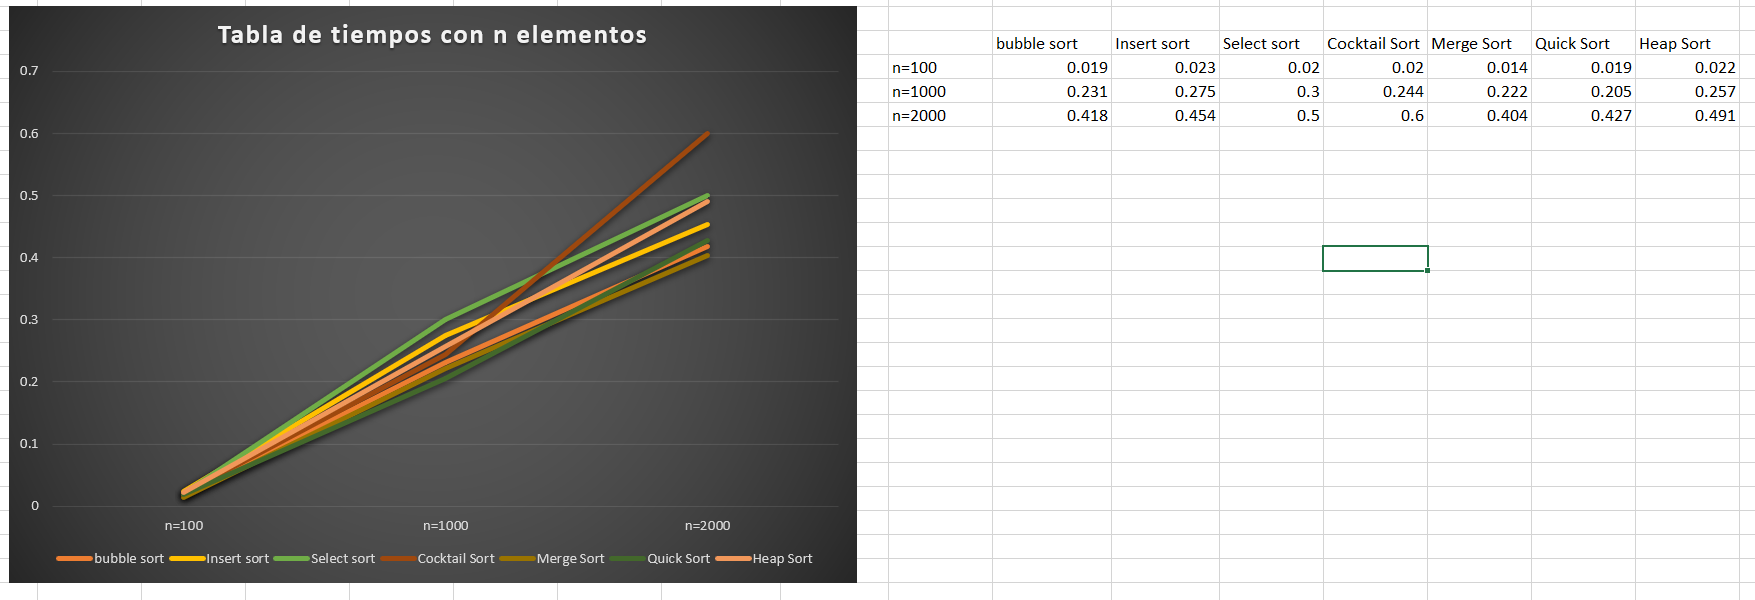 Tabla de tiempos con n elementos
0.7
0.6
0.5
0.4
0.3
0.2
0.1
0
n=100 n=1000 n=2000
bubble sort Insert sort Select sort Cocktail Sort Merge Sort Quick Sort Heap Sort
bubble sort Insert sort Select sort Cocktail Sort Merge Sort Quick Sort Heap Sort
n=100 0.019 0.023 0.02 0.02 0.014 0.019 0.022
n=1000 0.231 0.275 0.3 0.244 0.222 0.205 0.257
n=2000 0.418 0.454 0.5 0.6 0.404 0.427 0.491